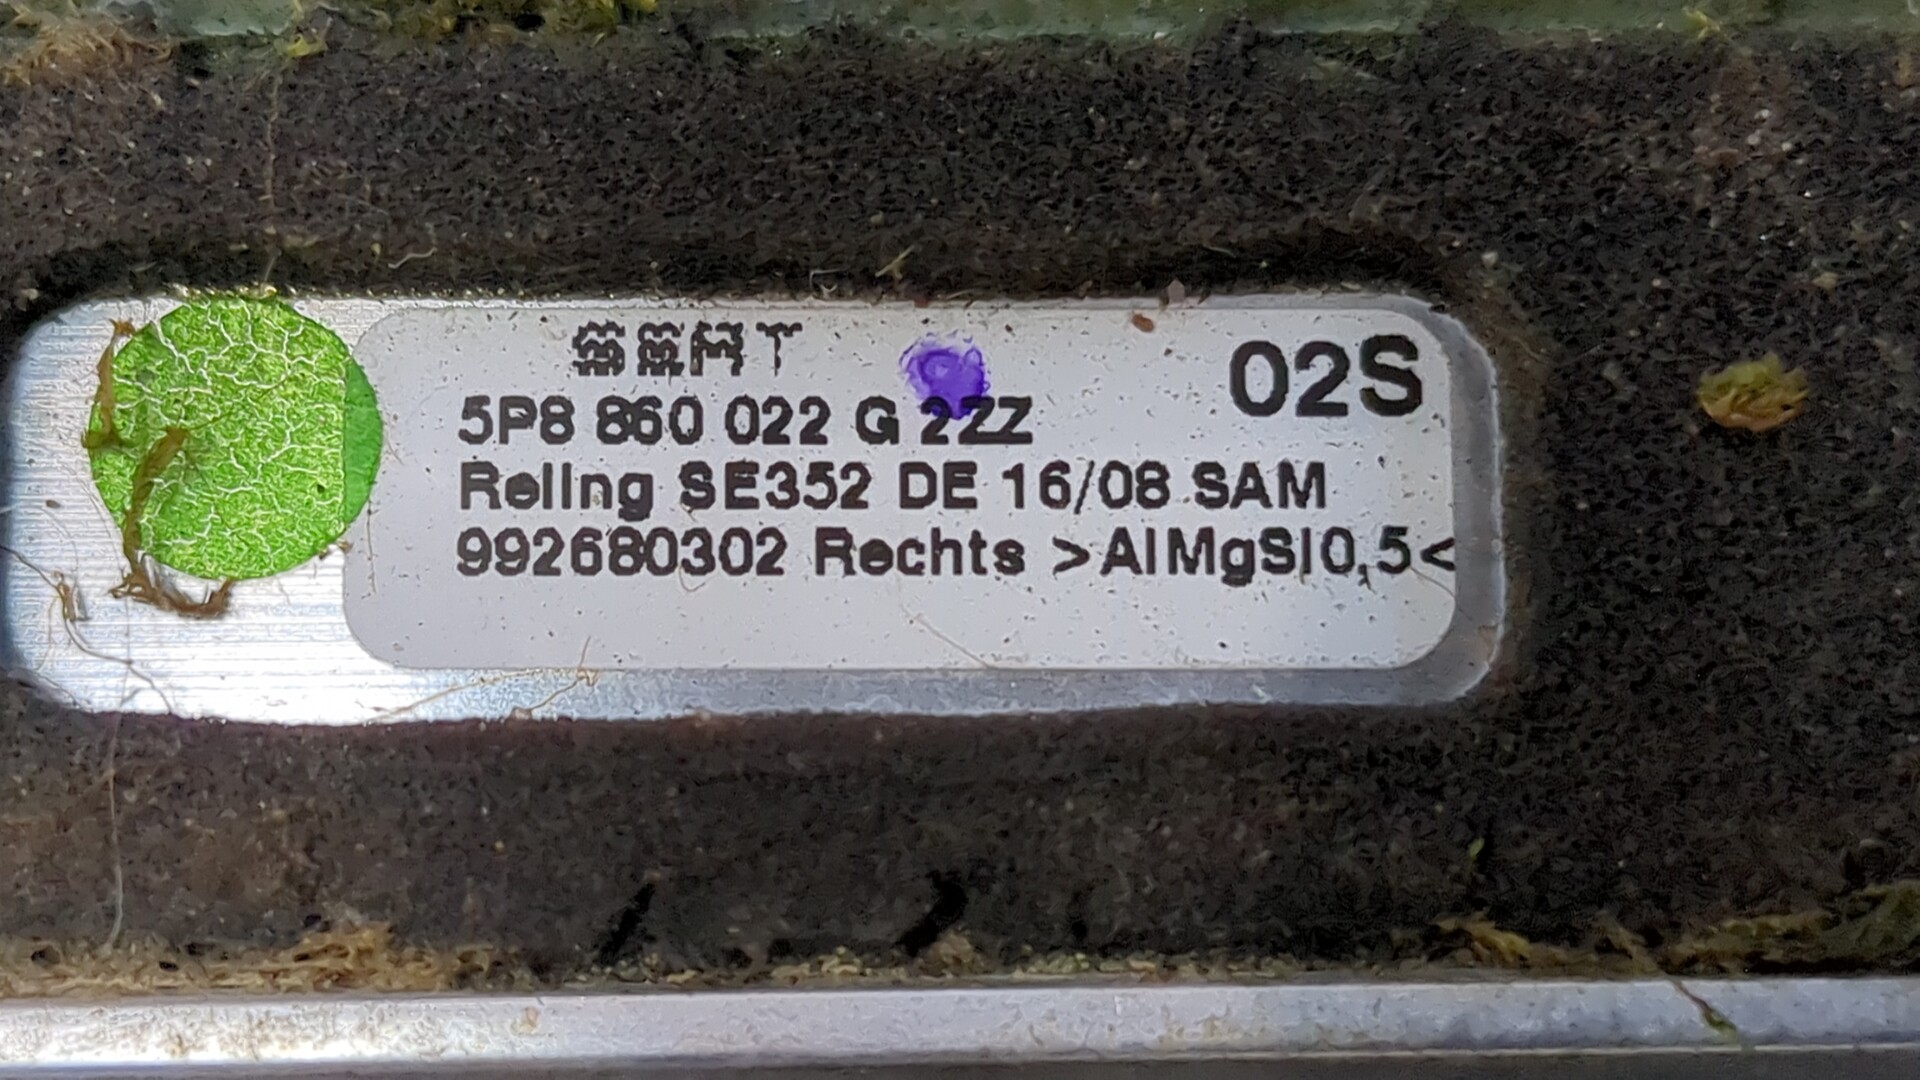 SEAT
02S
5P8 860 022 G 2ZZ
Reling SE352 DE 16/08 SAM
992680302 Rechts >AlMgSi0,5<